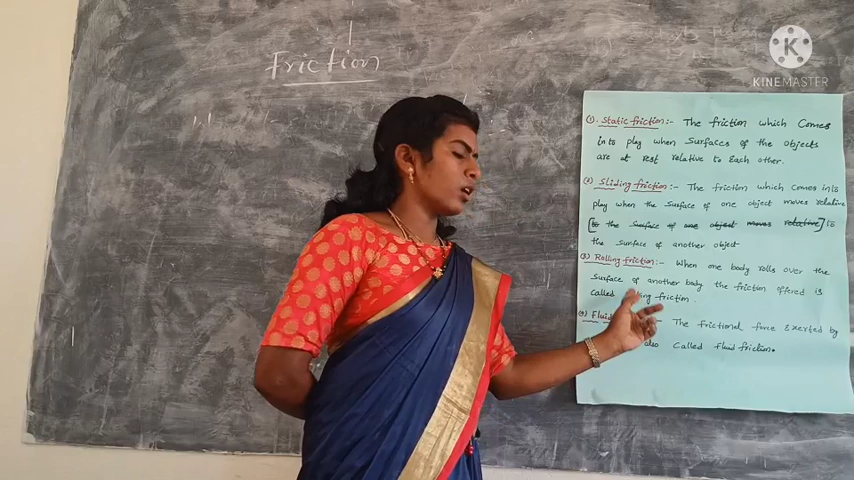 Friction
K
KINEMASTER
(1). Static friction:- The friction which Comes
into play when Surfaces of the objects
are at rest relative to Each other.
(2) Sliding friction:- The friction which comes into
play when the Surface of one object moves relative
[to the surface of one object moves relative] to
the Surface of another object
(3) Rolling friction:- When one body rolls over the
Surface of another body the friction offered is
Called friction.
(4) Fluid The frictional force Exerted by
also Called fluid friction.